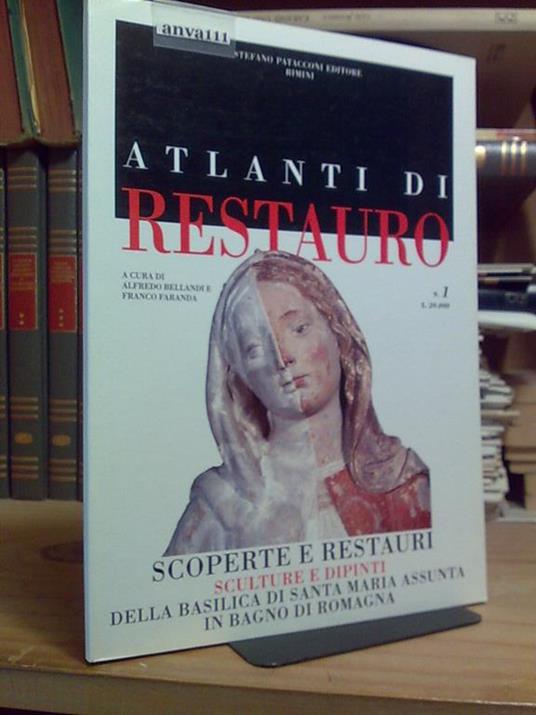 anva111
STEFANO PATACCONI EDITORE
RIMINI
ATLANTI DI
RESTAURO
A CURA DI
ALFREDO BELLANDI E
FRANCO FARANDA
1
L. 20.000
SCOPERTE E RESTAURI
SCULTURE E DIPINTI
DELLA BASILICA DI SANTA MARIA ASSUNTA
IN BAGNO DI ROMAGNA